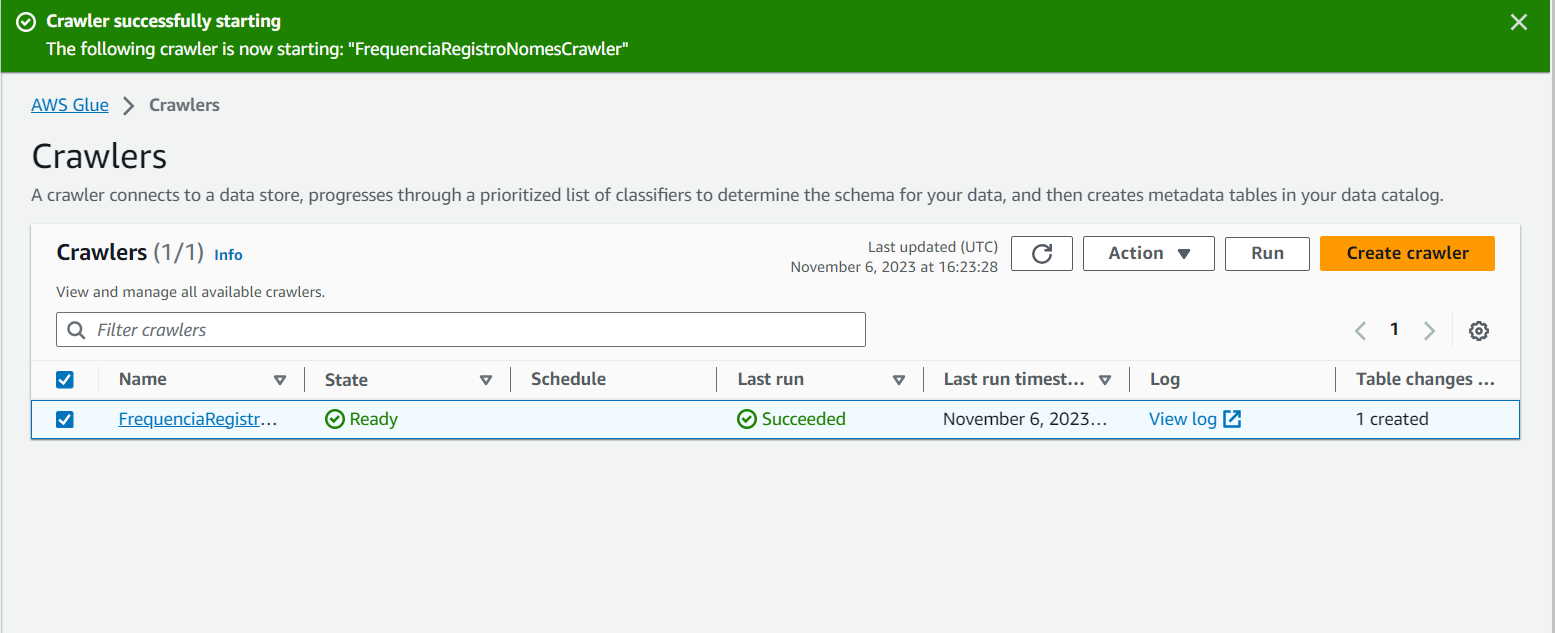 Crawler successfully starting
The following crawler is now starting: "FrequenciaRegistroNomesCrawler"
AWS Glue
Crawlers
Crawlers
A crawler connects to a data store, progresses through a prioritized list of classifiers to determine the schema for your data, and then creates metadata tables in your data catalog.
Crawlers (1/1) Info
Last updated (UTC)
November 6, 2023 at 16:23:28
Action
Run
Create crawler
View and manage all available crawlers.
Filter crawlers
1
Name State Schedule Last run Last run timest... Log Table changes ...
FrequenciaRegistr... Ready Succeeded November 6, 2023... View log 1 created